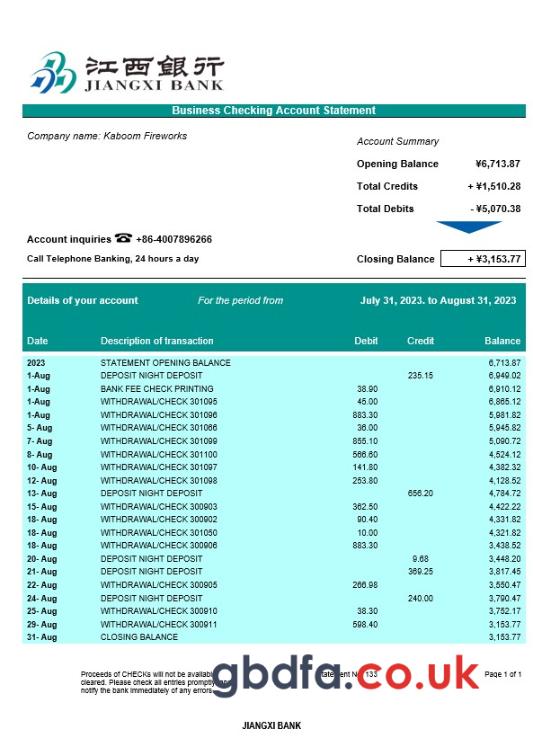 江西銀行
JIANGXI BANK
Business Checking Account Statement
Company name: Kaboom Fireworks
Account Summary
Opening Balance ¥6,713.87
Total Credits + ¥1,510.28
Total Debits - ¥5,070.38
Account inquiries ☎ +86-4007896266
Call Telephone Banking, 24 hours a day
Closing Balance + ¥3,153.77
Details of your account For the period from July 31, 2023. to August 31, 2023
Date Description of transaction Debit Credit Balance
2023 STATEMENT OPENING BALANCE 6,713.87
1-Aug DEPOSIT NIGHT DEPOSIT 235.15 6,949.02
1-Aug BANK FEE CHECK PRINTING 38.90 6,910.12
1-Aug WITHDRAWAL/CHECK 301095 45.00 6,865.12
1-Aug WITHDRAWAL/CHECK 301096 883.30 5,981.82
5- Aug WITHDRAWAL/CHECK 301066 36.00 5,945.82
7- Aug WITHDRAWAL/CHECK 301099 855.10 5,090.72
8- Aug WITHDRAWAL/CHECK 301100 566.60 4,524.12
10- Aug WITHDRAWAL/CHECK 301097 141.80 4,382.32
12- Aug WITHDRAWAL/CHECK 301098 253.80 4,128.52
13- Aug DEPOSIT NIGHT DEPOSIT 656.20 4,784.72
15- Aug WITHDRAWAL/CHECK 300903 362.50 4,422.22
18- Aug WITHDRAWAL/CHECK 300902 90.40 4,331.82
18- Aug WITHDRAWAL/CHECK 301050 10.00 4,321.82
18- Aug WITHDRAWAL/CHECK 300906 883.30 3,438.52
20- Aug DEPOSIT NIGHT DEPOSIT 9.68 3,448.20
21- Aug DEPOSIT NIGHT DEPOSIT 369.25 3,817.45
22- Aug WITHDRAWAL/CHECK 300905 266.98 3,550.47
24- Aug DEPOSIT NIGHT DEPOSIT 240.00 3,790.47
25- Aug WITHDRAWAL/CHECK 300910 38.30 3,752.17
29- Aug WITHDRAWAL/CHECK 300911 598.40 3,153.77
31- Aug CLOSING BALANCE 3,153.77
Proceeds of CHECKs will not be available
cleared. Please check all entries promptly
notify the bank immediately of any errors.
133
Page 1 of 1
gbdfa.co.uk
JIANGXI BANK